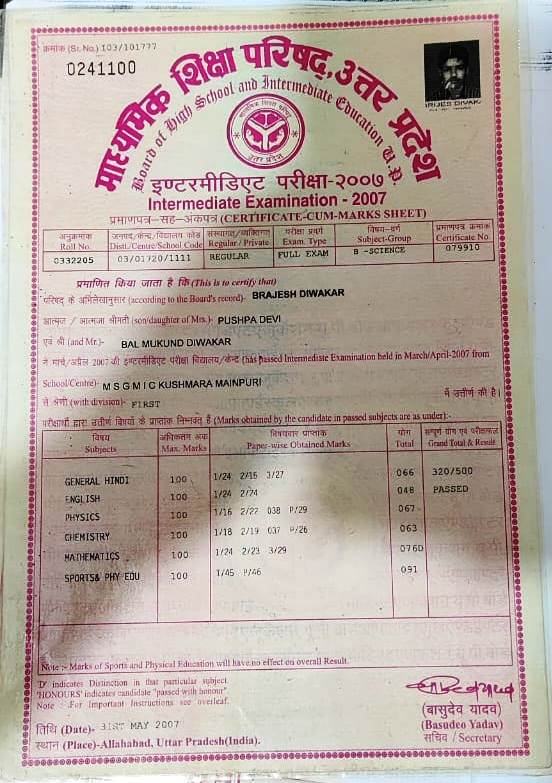 क्रमांक (Sr. No.) 103/101777
0241100
माध्यमिक शिक्षा परिषद्, उत्तर प्रदेश
Board of High School and Intermediate Education U.P.
उत्तर प्रदेश
BRIJES DIWAK
इण्टरमीडिएट परीक्षा-२००७
Intermediate Examination - 2007
प्रमाणपत्र-सह-अंकपत्र (CERTIFICATE-CUM-MARKS SHEET)
अनुक्रमांक जनपद/केन्द्र/विद्यालय कोड संस्थागत/व्यक्तिगत परीक्षा प्रवर्ग विषय-वर्ग प्रमाणपत्र क्रमांक
Roll No. Distt./Centre/School Code Regular / Private Exam. Type Subject-Group Certificate No.
0332205 03/01720/1111 REGULAR FULL EXAM B -SCIENCE 079910
प्रमाणित किया जाता है कि (This is to certify that)
परिषद् के अभिलेखानुसार (according to the Board's record)- BRAJESH DIWAKAR
आत्मज / आत्मजा श्रीमती (son/daughter of Mrs.)- PUSHPA DEVI
एवं श्री (and Mr.)- BAL MUKUND DIWAKAR
ने मार्च/अप्रैल 2007 की इण्टरमीडिएट परीक्षा विद्यालय/केन्द्र (has passed Intermediate Examination held in March/April-2007 from
School/Centre)- M S G M I C KUSHMARA MAINPURI में उत्तीर्ण की है।
से श्रेणी (with division)- FIRST
परीक्षार्थी द्वारा उत्तीर्ण विषयों के प्राप्तांक निम्नवत् हैं (Marks obtained by the candidate in passed subjects are as under):-
विषय अधिकतम अंक विषयवार प्राप्तांक योग सम्पूर्ण योग एवं परीक्षाफल
Subjects Max. Marks Paper-wise Obtained Marks Total Grand Total & Result
GENERAL HINDI 100 1/24 2/15 3/27 066 320/500
ENGLISH 100 1/24 2/24 048 PASSED
PHYSICS 100 1/16 2/22 038 P/29 067
CHEMISTRY 100 1/18 2/19 037 P/26 063
MATHEMATICS 100 1/24 2/23 3/29 076D
SPORTS& PHY EDU 100 1/45 P/46 091
Note :- Marks of Sports and Physical Education will have no effect on overall Result.
'D' indicates Distinction in that particular subject
'HONOURS' indicates candidate "passed with honour"
Note :-For Important Instructions see overleaf.
(बासुदेव यादव)
तिथि (Date)- 31ST MAY 2007
(Basudeo Yadav)
स्थान (Place)-Allahabad, Uttar Pradesh(India).
सचिव / Secretary